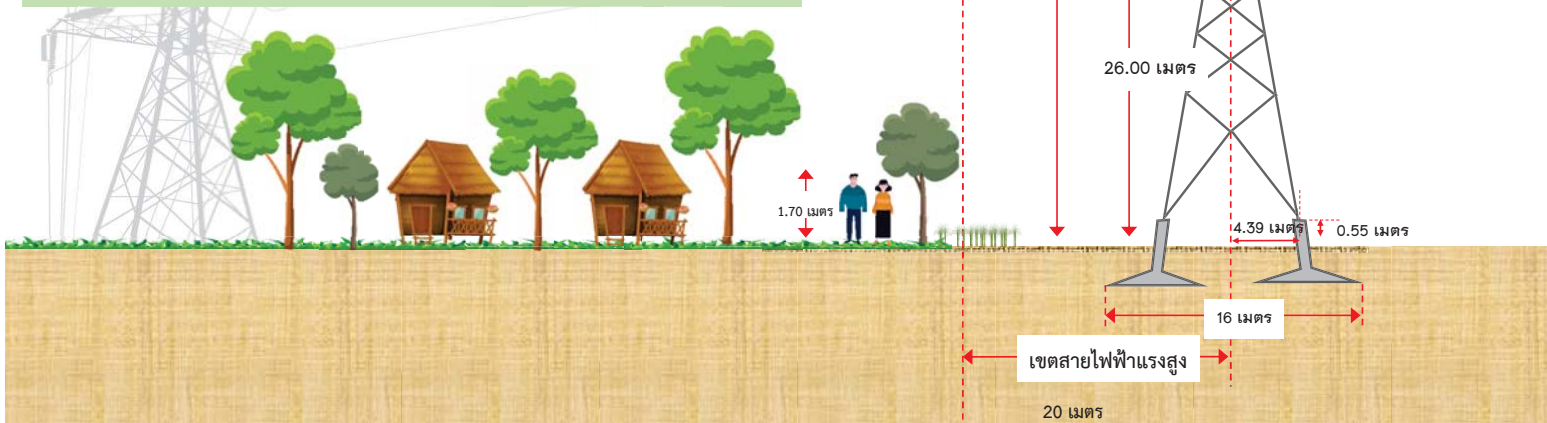 26.00 เมตร
1.70 เมตร
4.39 เมตร
0.55 เมตร
16 เมตร
เขตสายไฟฟ้าแรงสูง
20 เมตร